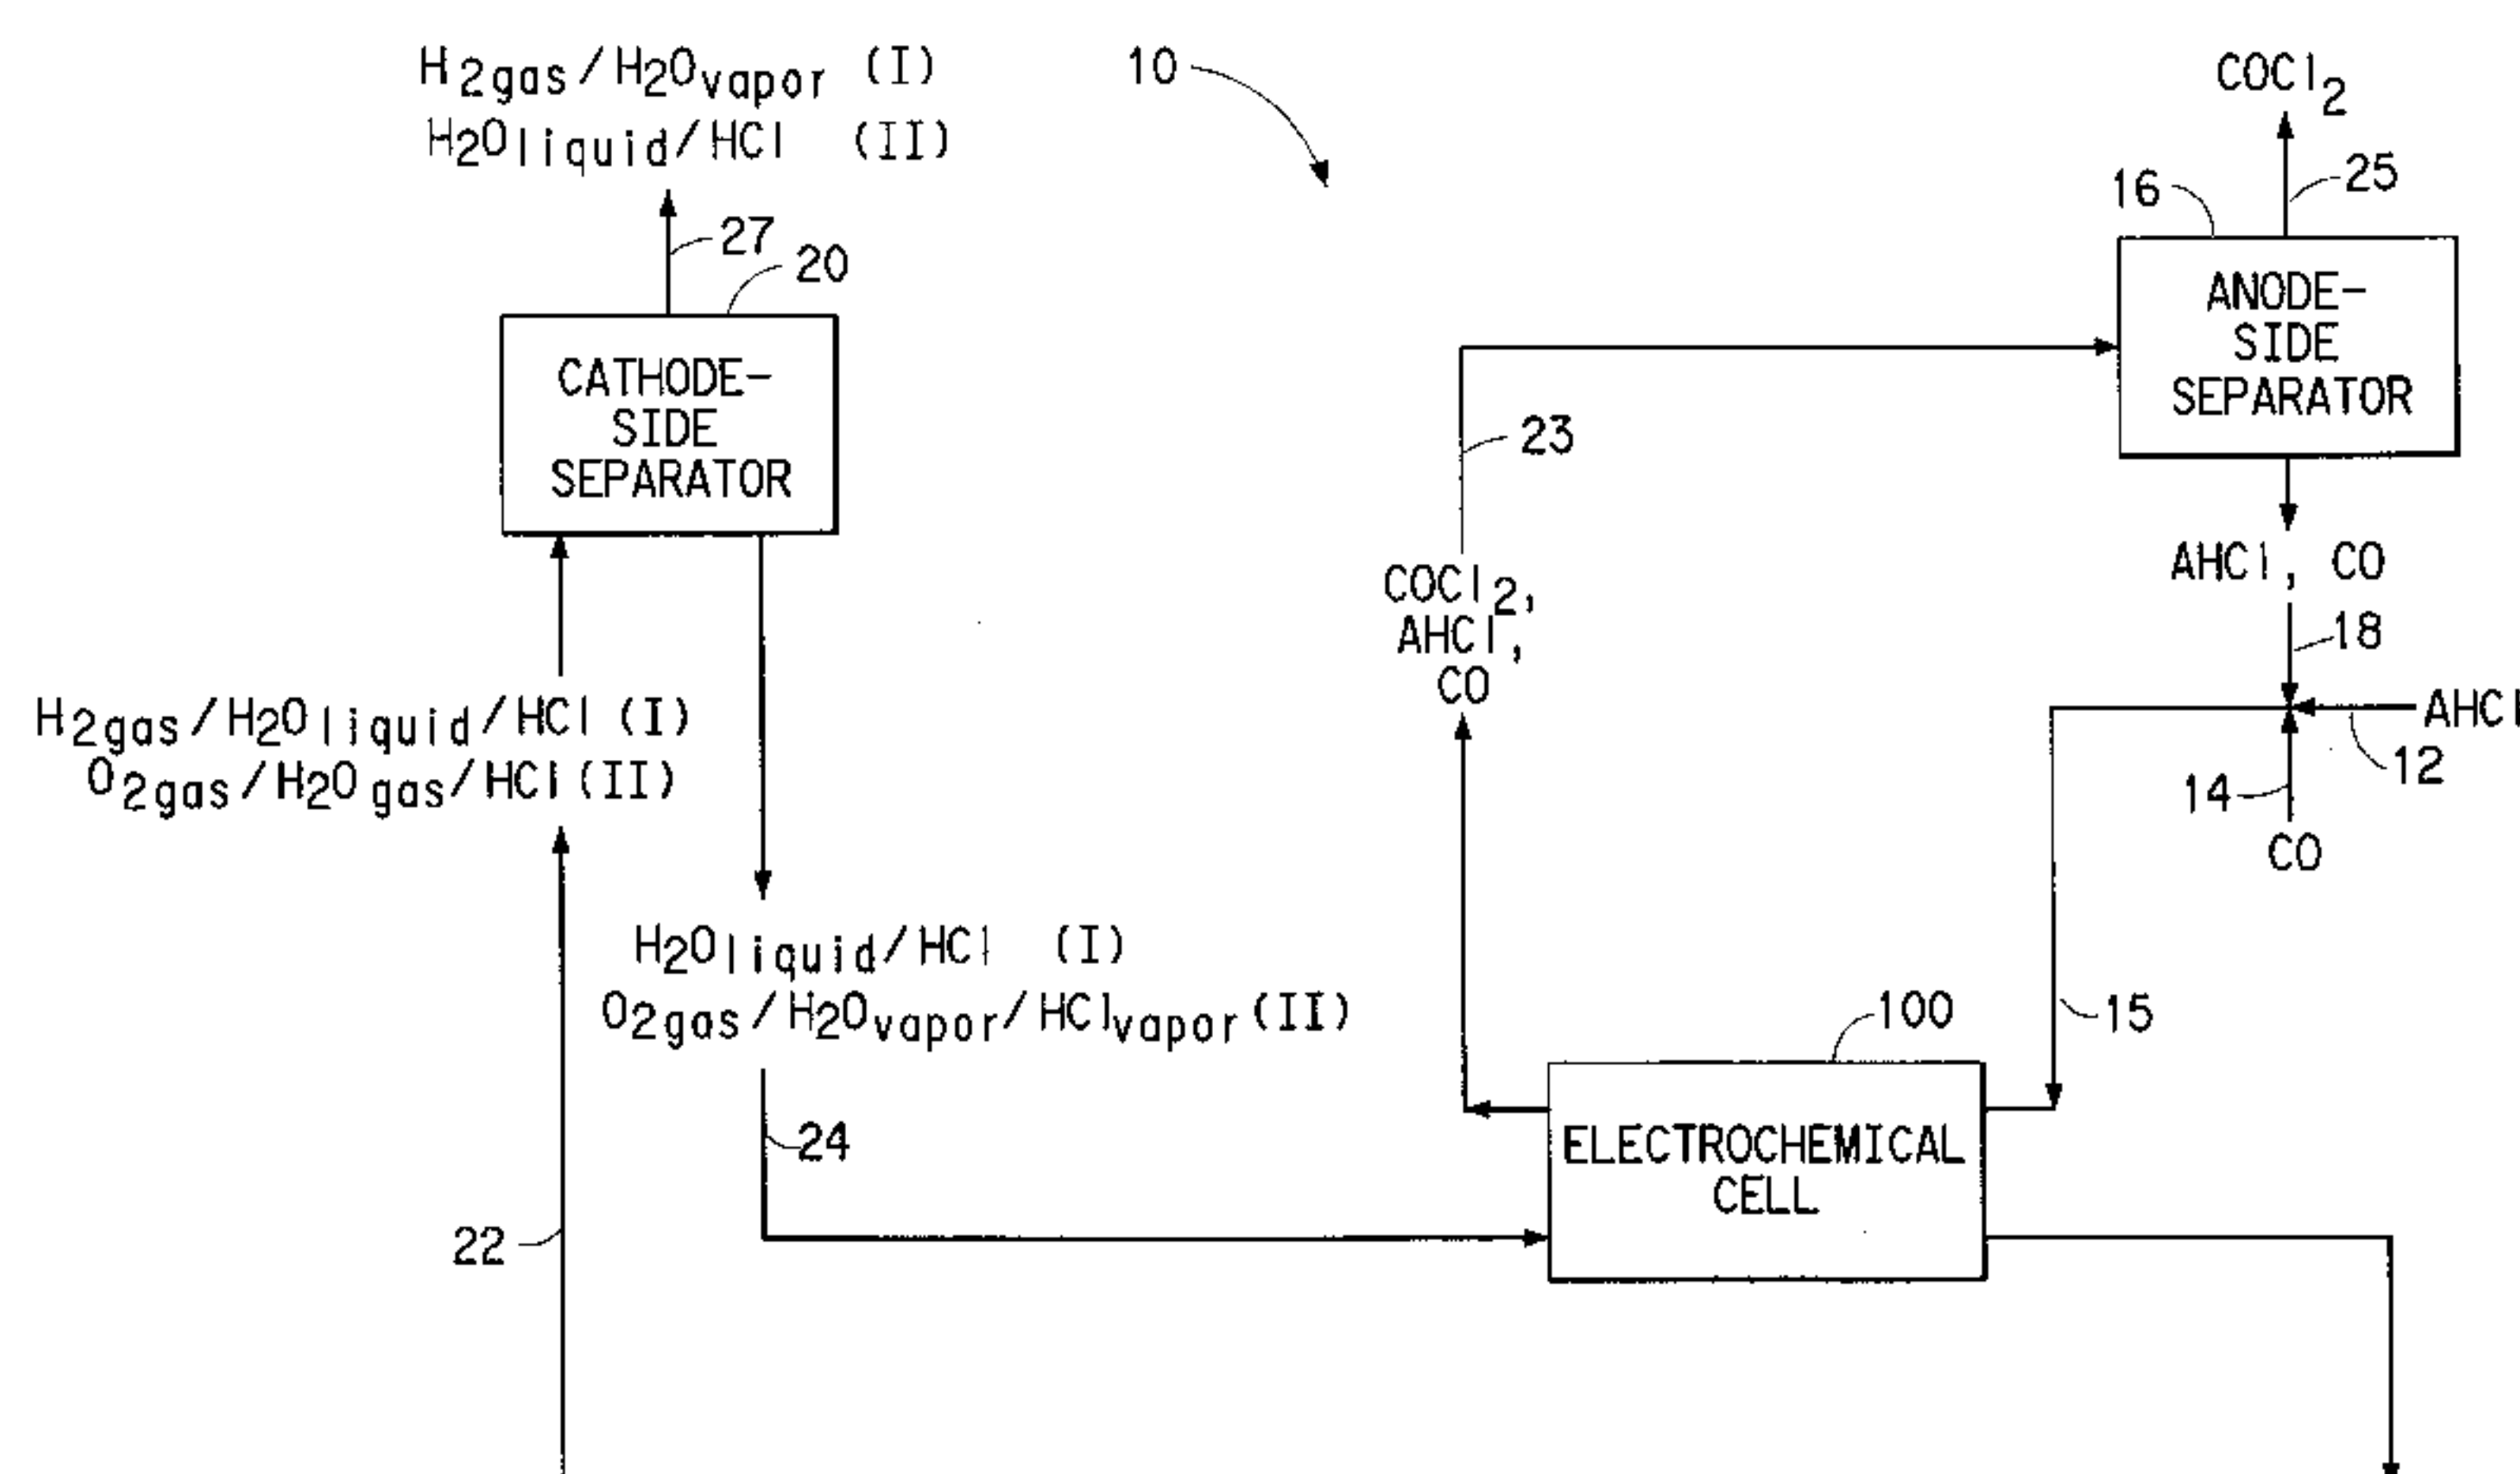 H2gas/H2Ovapor (I)
H2Oliquid/HCl (II)
10
COCl2
27
20
16
25
CATHODE-
SIDE
SEPARATOR
ANODE-
SIDE
SEPARATOR
23
COCl2,
AHCl,
CO
AHCl, CO
18
AHCl
12
14
CO
H2gas/H2Oliquid/HCl (I)
O2gas/H2Ogas/HCl (II)
H2Oliquid/HCl (I)
O2gas/H2Ovapor/HClvapor (II)
100
15
24
ELECTROCHEMICAL
CELL
22